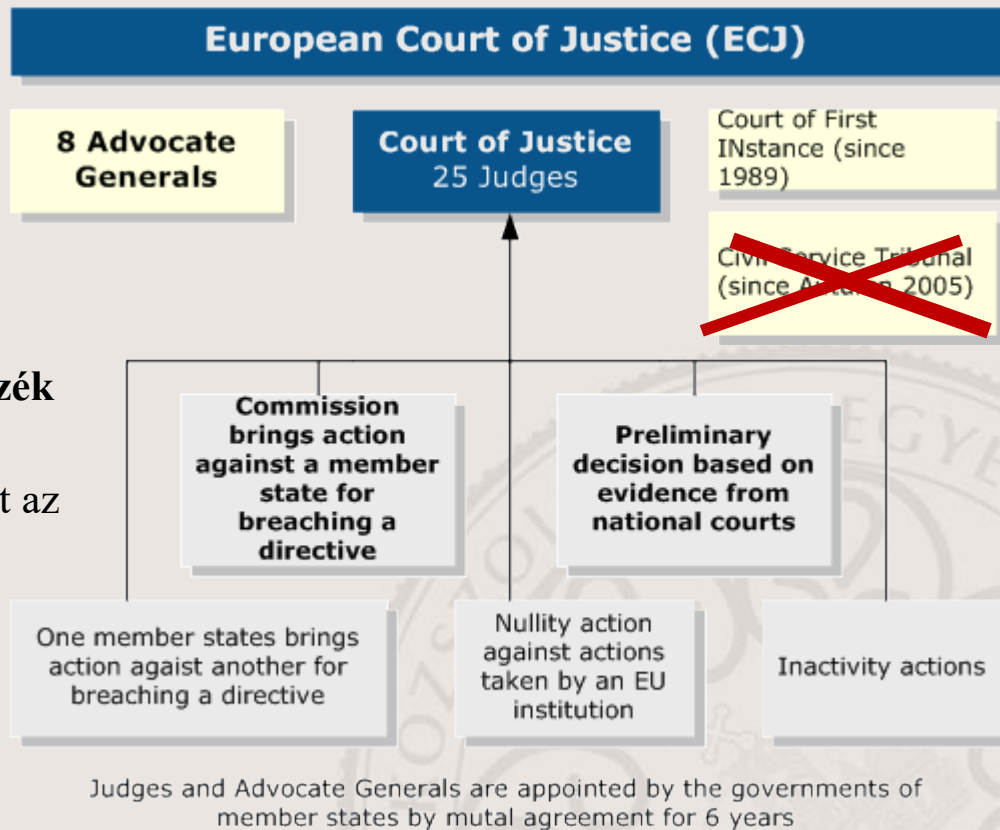 European Court of Justice (ECJ)
8 Advocate
Generals
Court of Justice
25 Judges
Court of First
INstance (since
1989)
Civil Service Tribunal
(since Autumn 2005)
zék
t az
Commission
brings action
against a member
state for
breaching a
directive
Preliminary
decision based on
evidence from
national courts
One member states brings
action agaist another for
breaching a directive
Nullity action
against actions
taken by an EU
institution
Inactivity actions
Judges and Advocate Generals are appointed by the governments of
member states by mutal agreement for 6 years